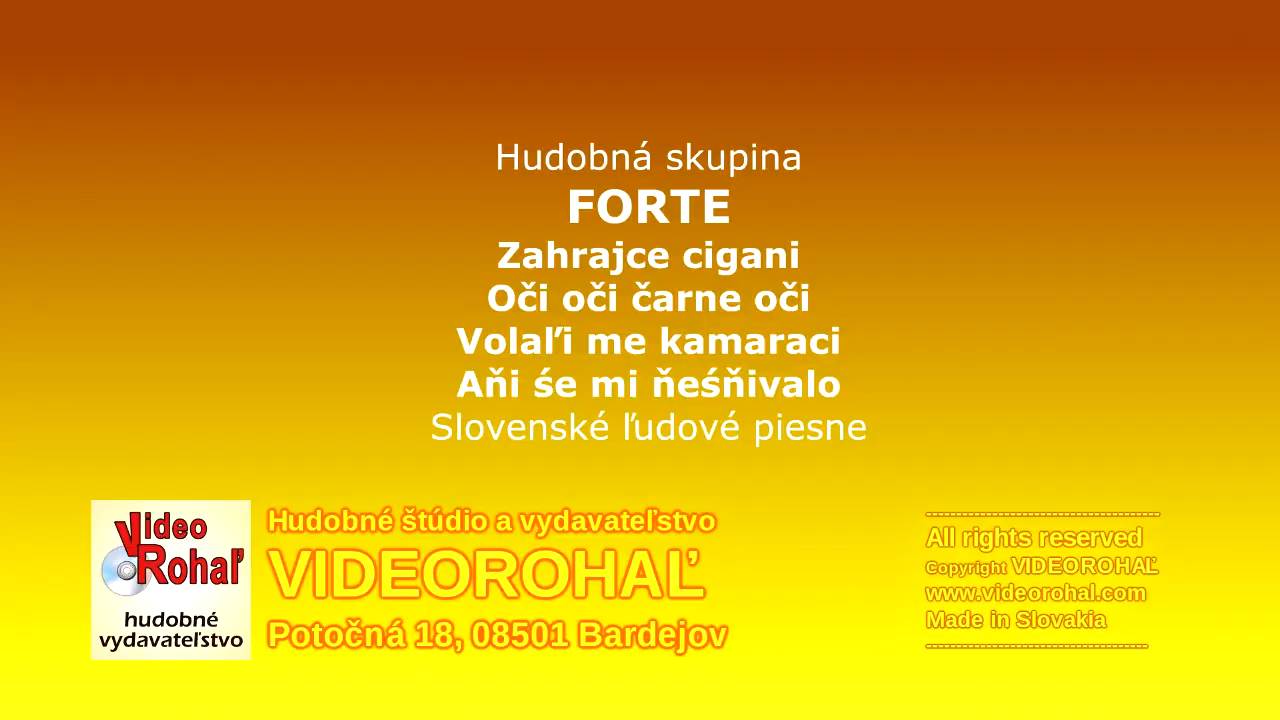 Hudobná skupina
FORTE
Zahrajce cigani
Oči oči čarne oči
Volaľi me kamaraci
Aňi śe mi ňeśňivalo
Slovenské ľudové piesne
Video
Rohaľ
hudobné
vydavateľstvo
Hudobné štúdio a vydavateľstvo
VIDEOROHAĽ
Potočná 18, 08501 Bardejov
All rights reserved
Copyright VIDEOROHAĽ
www.videorohal.com
Made in Slovakia